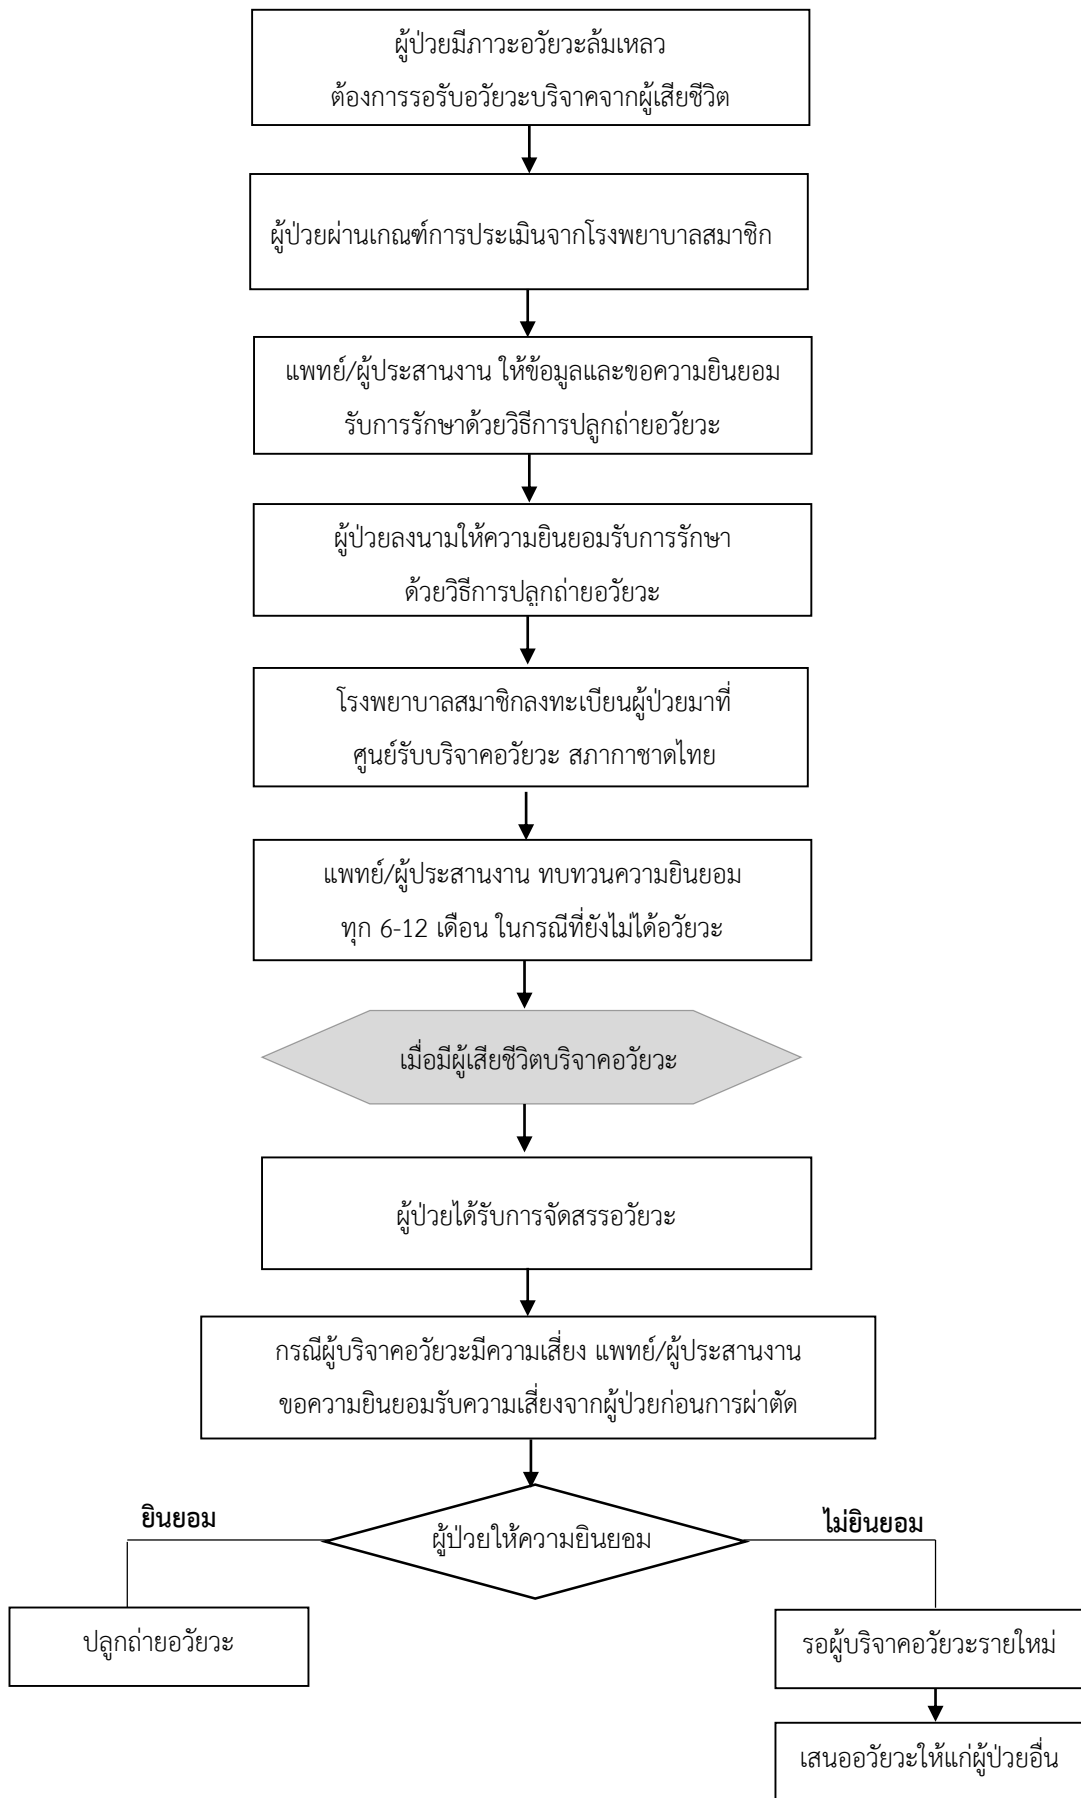 ผู้ป่วยมีภาวะอวัยวะล้มเหลว
ต้องการรอรับอวัยวะบริจาคจากผู้เสียชีวิต
ผู้ป่วยผ่านเกณฑ์การประเมินจากโรงพยาบาลสมาชิก
แพทย์/ผู้ประสานงาน ให้ข้อมูลและขอความยินยอม
รับการรักษาด้วยวิธีการปลูกถ่ายอวัยวะ
ผู้ป่วยลงนามให้ความยินยอมรับการรักษา
ด้วยวิธีการปลูกถ่ายอวัยวะ
โรงพยาบาลสมาชิกลงทะเบียนผู้ป่วยมาที่
ศูนย์รับบริจาคอวัยวะ สภากาชาดไทย
แพทย์/ผู้ประสานงาน ทบทวนความยินยอม
ทุก 6-12 เดือน ในกรณีที่ยังไม่ได้อวัยวะ
เมื่อมีผู้เสียชีวิตบริจาคอวัยวะ
ผู้ป่วยได้รับการจัดสรรอวัยวะ
กรณีผู้บริจาคอวัยวะมีความเสี่ยง แพทย์/ผู้ประสานงาน
ขอความยินยอมรับความเสี่ยงจากผู้ป่วยก่อนการผ่าตัด
ยินยอม
ไม่ยินยอม
ผู้ป่วยให้ความยินยอม
ปลูกถ่ายอวัยวะ
รอผู้บริจาคอวัยวะรายใหม่
เสนออวัยวะให้แก่ผู้ป่วยอื่น